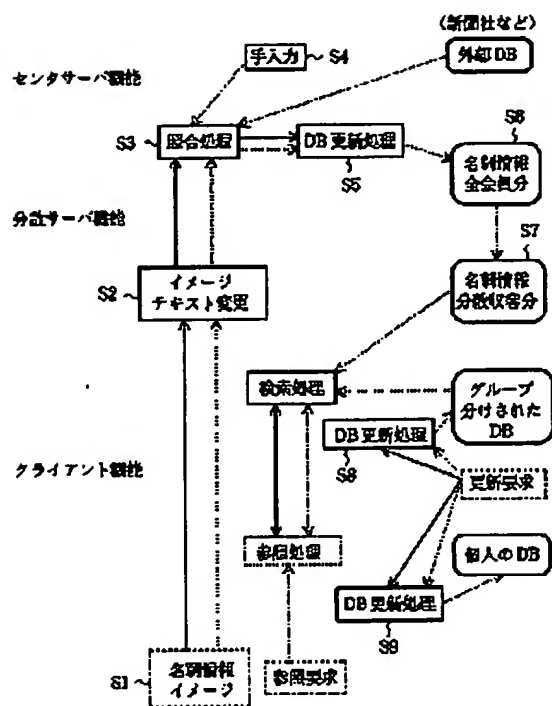 (新聞社など)
手入力
S4
外部DB
センタサーバ機能
S6
S3
照合処理
DB更新処理
名刺情報
全会員分
S5
分散サーバ機能
S7
S2
イメージ
テキスト変更
名刺情報
分散収容分
検索処理
グループ
分けされた
DB
DB更新処理
S8
クライアント機能
更新要求
参照処理
個人のDB
DB更新処理
S9
S1
名刺情報
イメージ
参照要求